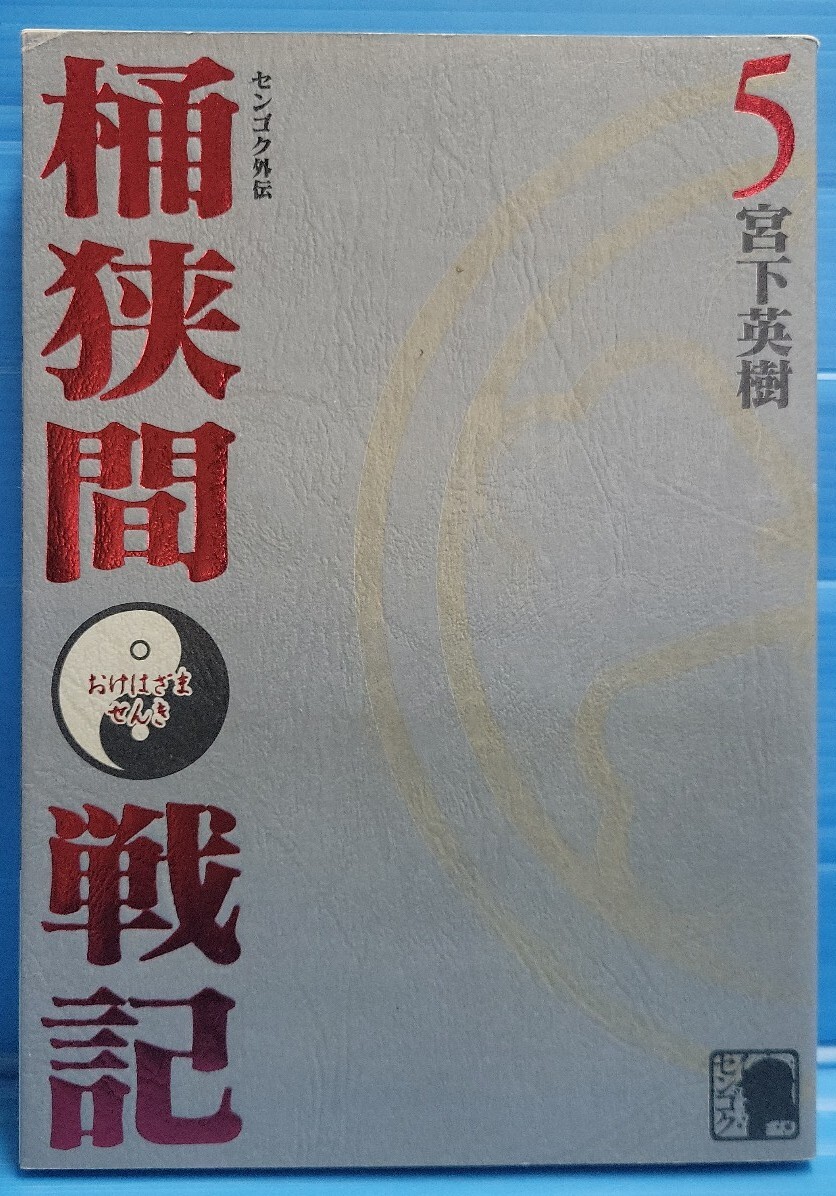 5
宮下英樹
センゴク外伝
桶狭間
おけはざま
せんき
戦記
センゴク